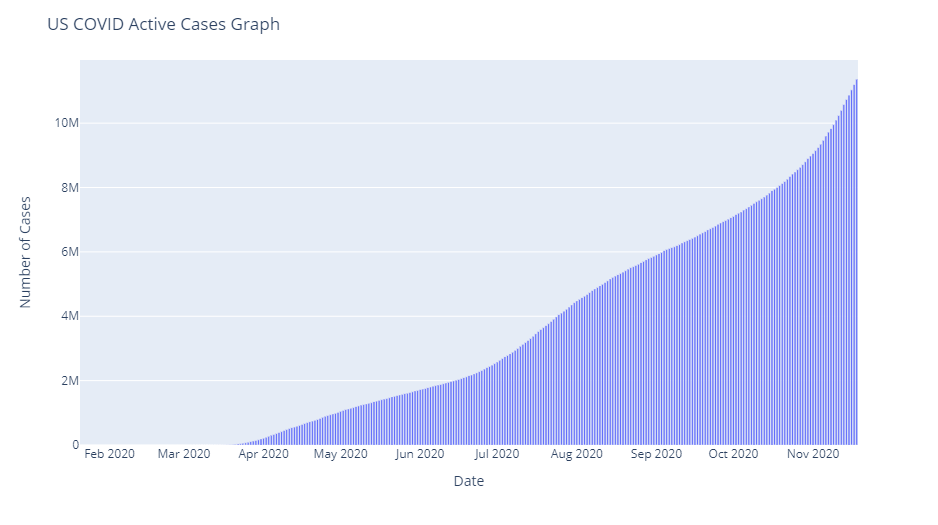 US COVID Active Cases Graph
Number of Cases
10M
8M
6M
4M
2M
0
Feb 2020 Mar 2020 Apr 2020 May 2020 Jun 2020 Jul 2020 Aug 2020 Sep 2020 Oct 2020 Nov 2020
Date